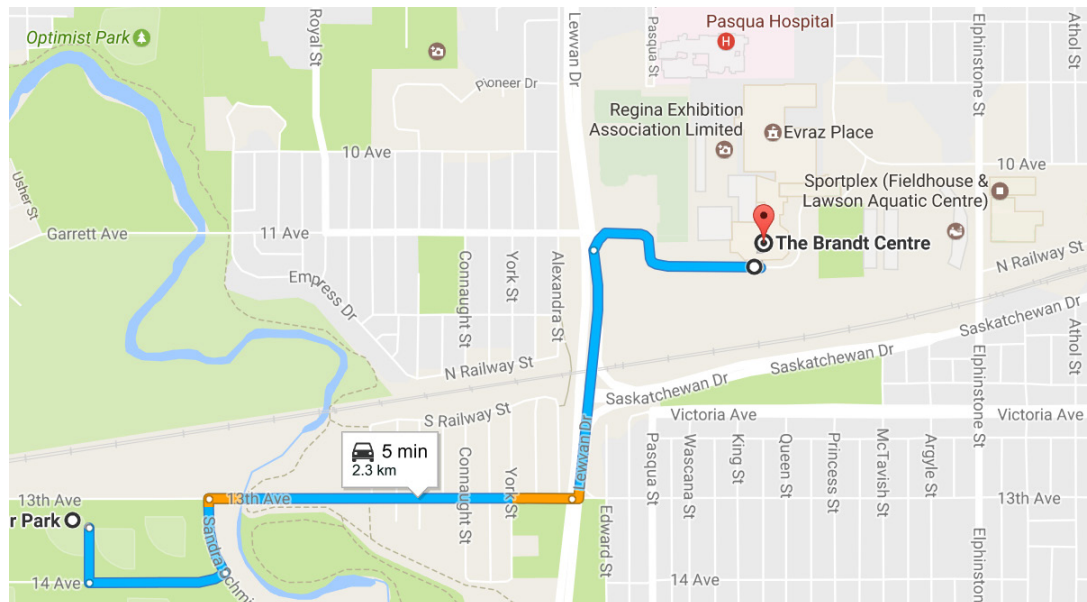 Optimist Park
Royal St
Lewvan Dr
Pasqua Hospital
H
Pasqua St
Elphinstone St
Athol St
Pioneer Dr
Regina Exhibition
Association Limited
Evraz Place
10 Ave
10 Ave
Usher St
Sportplex (Fieldhouse &
Lawson Aquatic Centre)
Garrett Ave
11 Ave
The Brandt Centre
N Railway St
Empress Dr
Connaught St
York St
Alexandra St
Saskatchewan Dr
Saskatchewan Dr
Saskatchewan Dr
N Railway St
S Railway St
Elphinstone St
Athol St
Victoria Ave
Victoria Ave
Lewvan Dr
5 min
2.3 km
Connaught St
York St
Pasqua St
Wascana St
King St
Queen St
Princess St
McTavish St
Argyle St
13th Ave
13th Ave
13th Ave
r Park
Sandra Schmi
Edward St
Elphinston
14 Ave
14 Ave